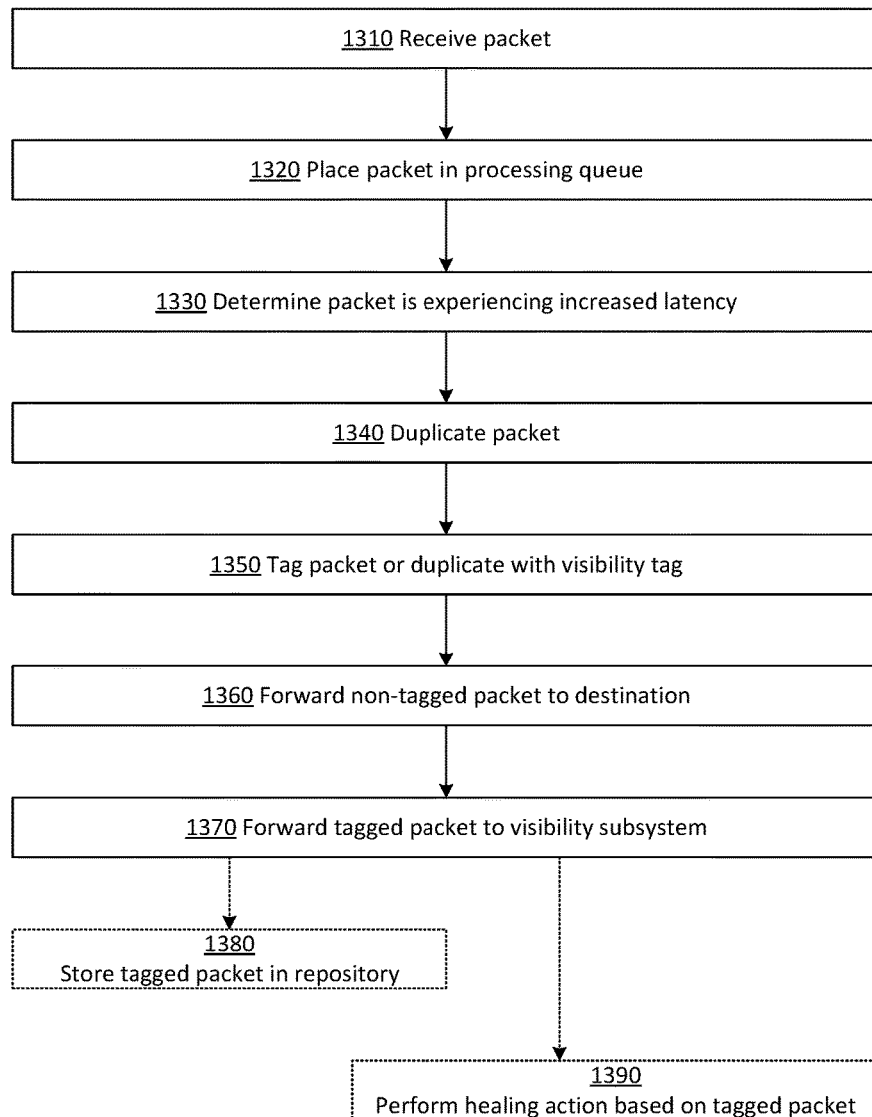 1310 Receive packet
1320 Place packet in processing queue
1330 Determine packet is experiencing increased latency
1340 Duplicate packet
1350 Tag packet or duplicate with visibility tag
1360 Forward non-tagged packet to destination
1370 Forward tagged packet to visibility subsystem
1380
Store tagged packet in repository
1390
Perform healing action based on tagged packet